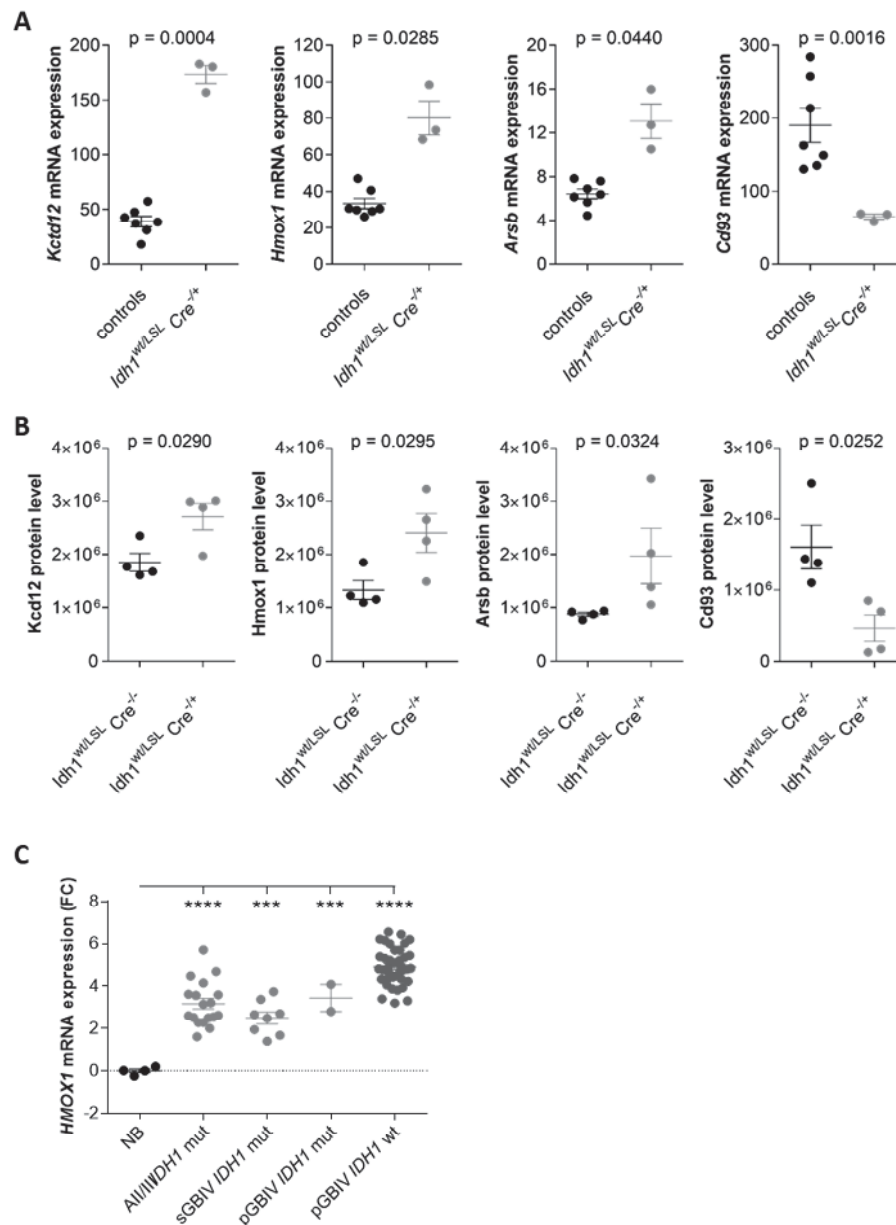 A
p = 0.0004
p = 0.0285
p = 0.0440
p = 0.0016
Kctd12 mRNA expression
200
150
100
50
0
Hmox1 mRNA expression
120
100
80
60
40
20
0
Arsb mRNA expression
20
16
12
8
4
0
Cd93 mRNA expression
300
200
100
0
controls
Idh1wt/LSL Cre-/+
controls
Idh1wt/LSL Cre-/+
controls
Idh1wt/LSL Cre-/+
controls
Idh1wt/LSL Cre-/+
B
p = 0.0290
p = 0.0295
p = 0.0324
p = 0.0252
Kcd12 protein level
4×10⁶
3×10⁶
2×10⁶
1×10⁶
0
Hmox1 protein level
4×10⁶
3×10⁶
2×10⁶
1×10⁶
0
Arsb protein level
4×10⁶
3×10⁶
2×10⁶
1×10⁶
0
Cd93 protein level
3×10⁶
2×10⁶
1×10⁶
0
Idh1wt/LSL Cre-/-
Idh1wt/LSL Cre-/+
Idh1wt/LSL Cre-/-
Idh1wt/LSL Cre-/+
Idh1wt/LSL Cre-/-
Idh1wt/LSL Cre-/+
Idh1wt/LSL Cre-/-
Idh1wt/LSL Cre-/+
C
HMOX1 mRNA expression (FC)
8
6
4
2
0
-2
****
***
***
****
NB
mut
sGBIV IDH1 mut
pGBIV IDH1 mut
pGBIV IDH1 wt